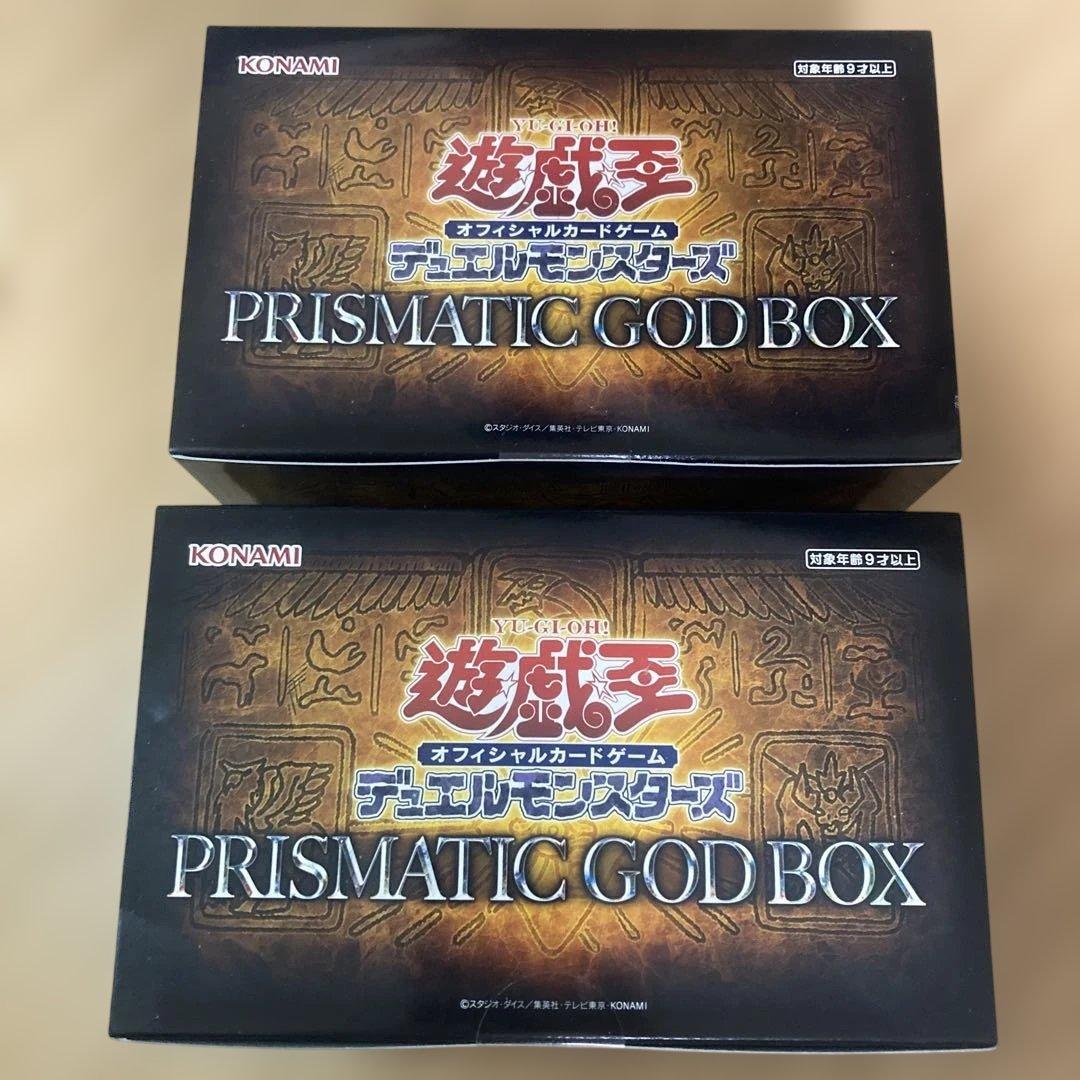 KONAMI
対象年齢9才以上
YU-GI-OH!
遊戯王
オフィシャルカードゲーム
デュエルモンスターズ
PRISMATIC GOD BOX
©スタジオ・ダイス/集英社・テレビ東京・KONAMI
KONAMI
対象年齢9才以上
YU-GI-OH!
遊戯王
オフィシャルカードゲーム
デュエルモンスターズ
PRISMATIC GOD BOX
©スタジオ・ダイス/集英社・テレビ東京・KONAMI